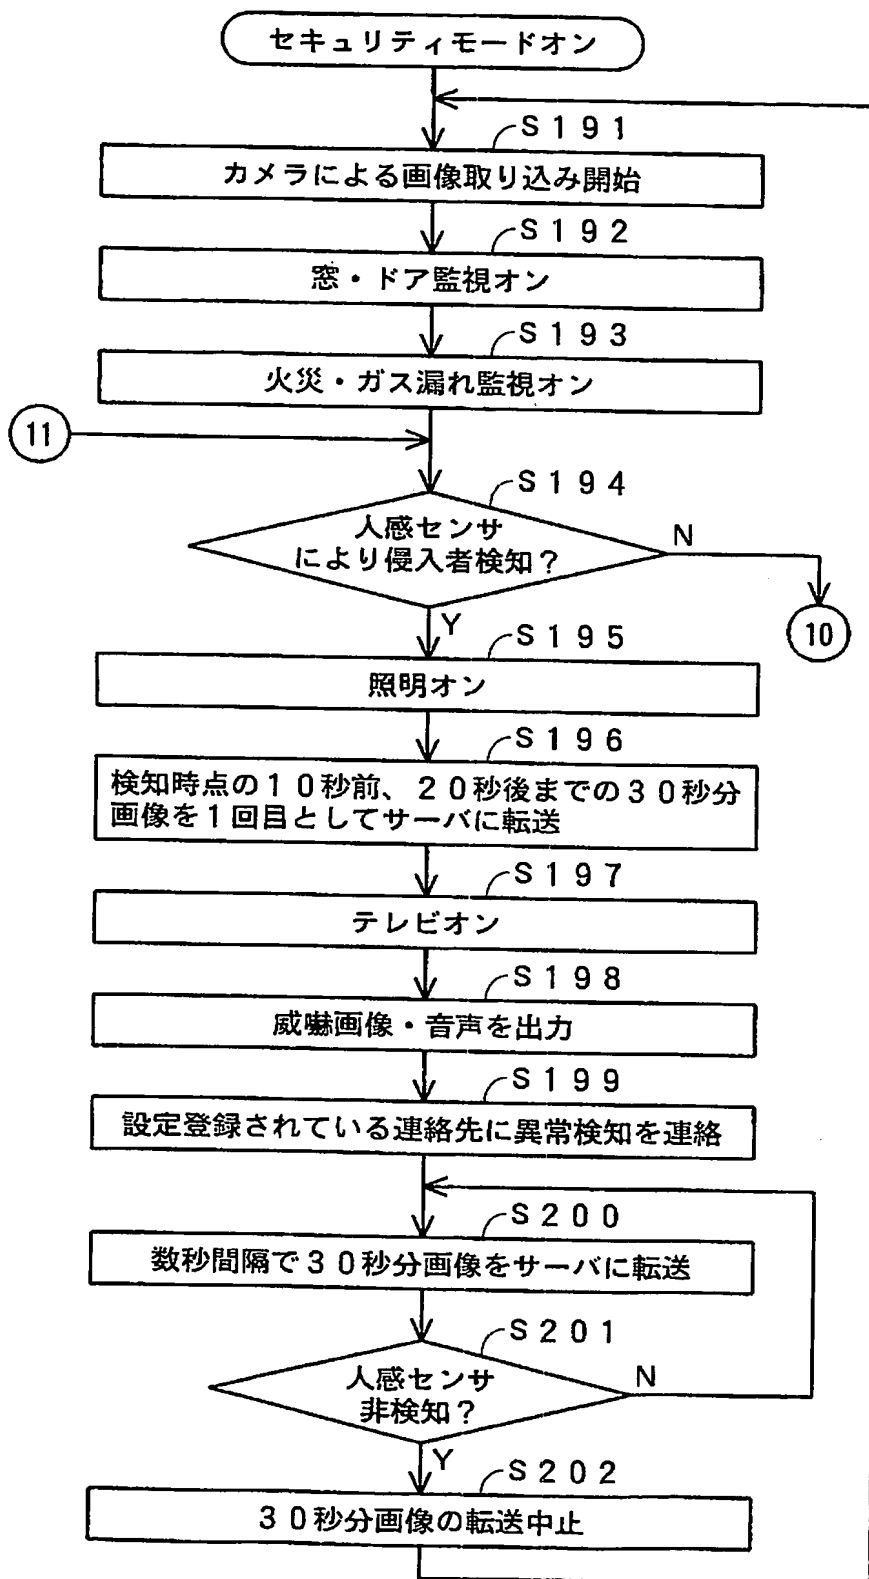 セキュリティモードオン
S191
カメラによる画像取り込み開始
S192
窓・ドア監視オン
S193
火災・ガス漏れ監視オン
11
S194
人感センサ
により侵入者検知?
N
10
Y
S195
照明オン
S196
検知時点の10秒前、20秒後までの30秒分
画像を1回目としてサーバに転送
S197
テレビオン
S198
威嚇画像・音声を出力
S199
設定登録されている連絡先に異常検知を連絡
S200
数秒間隔で30秒分画像をサーバに転送
S201
人感センサ
非検知?
N
Y
S202
30秒分画像の転送中止